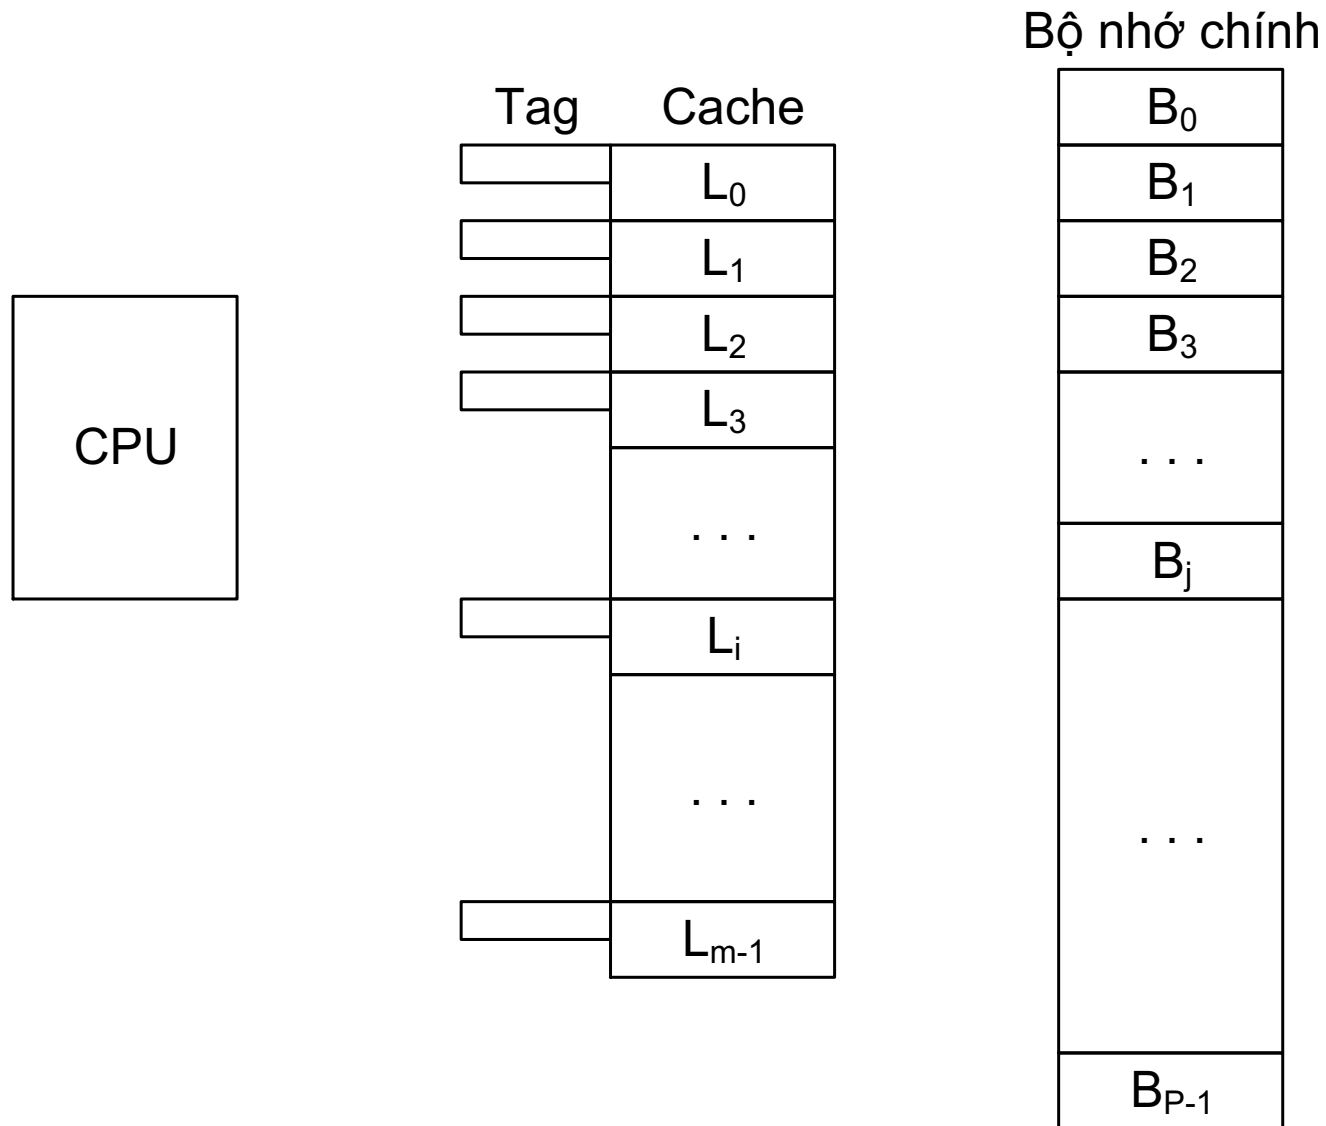 Bộ nhớ chính
Tag Cache
B₀
L₀
B₁
L₁
B₂
L₂
B₃
L₃
CPU
. . .
. . .
Bⱼ
Lᵢ
. . .
. . .
Lₘ₋₁
B_P-1